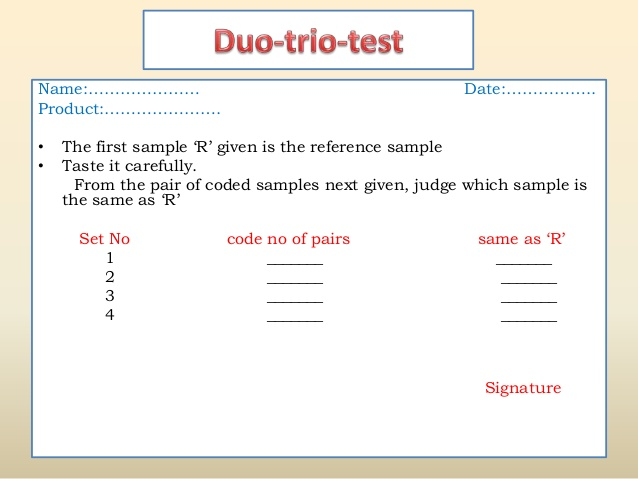 Duo-trio-test
Name:………………… Date:…………….
Product:………………….
• The first sample ‘R’ given is the reference sample
• Taste it carefully.
From the pair of coded samples next given, judge which sample is
the same as ‘R’
Set No code no of pairs same as ‘R’
1 _______ _______
2 _______ _______
3 _______ _______
4 _______ _______
Signature